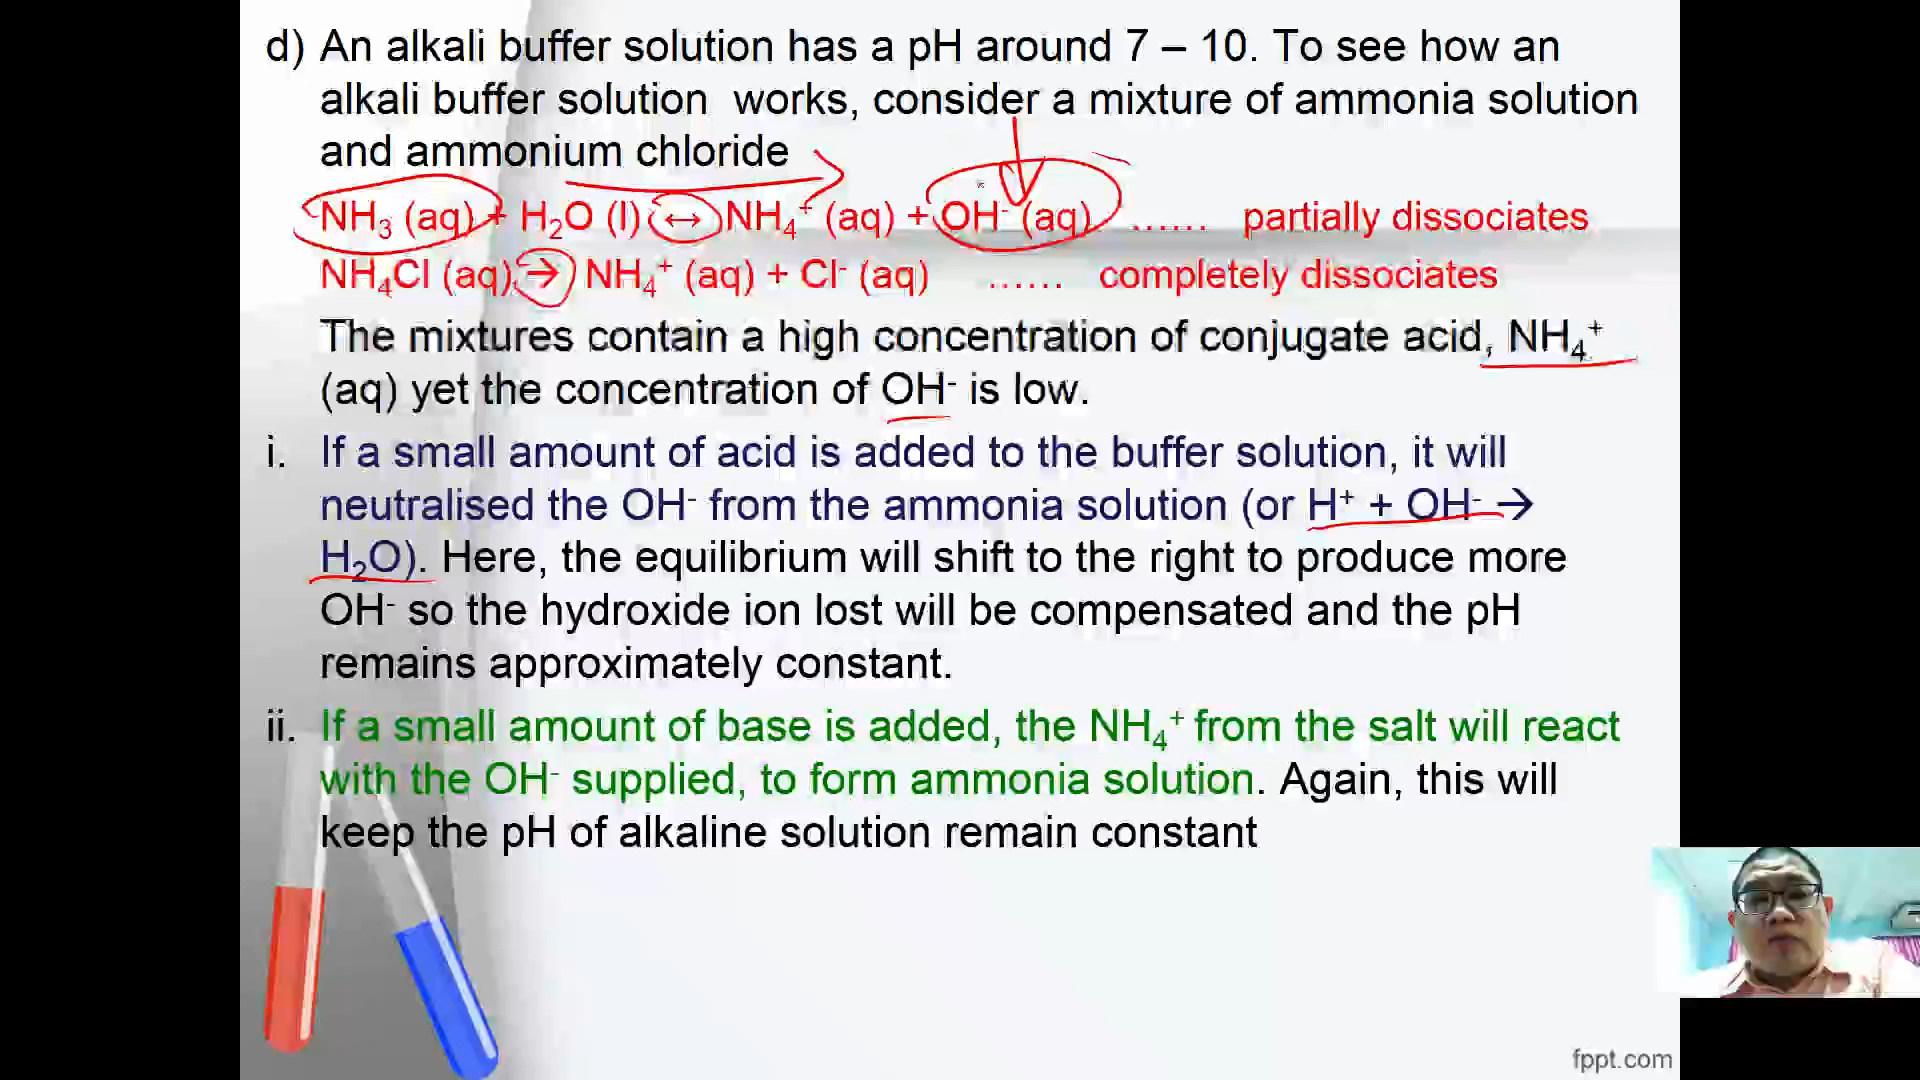 d) An alkali buffer solution has a pH around 7 – 10. To see how an
alkali buffer solution works, consider a mixture of ammonia solution
and ammonium chloride
NH₃ (aq) + H₂O (l) ↔ NH₄⁺ (aq) + OH⁻ (aq) ...... partially dissociates
NH₄Cl (aq) → NH₄⁺ (aq) + Cl⁻ (aq) ...... completely dissociates
The mixtures contain a high concentration of conjugate acid, NH₄⁺
(aq) yet the concentration of OH⁻ is low.
i. If a small amount of acid is added to the buffer solution, it will
neutralised the OH⁻ from the ammonia solution (or H⁺ + OH⁻ →
H₂O). Here, the equilibrium will shift to the right to produce more
OH⁻ so the hydroxide ion lost will be compensated and the pH
remains approximately constant.
ii. If a small amount of base is added, the NH₄⁺ from the salt will react
with the OH⁻ supplied, to form ammonia solution. Again, this will
keep the pH of alkaline solution remain constant
fppt.com